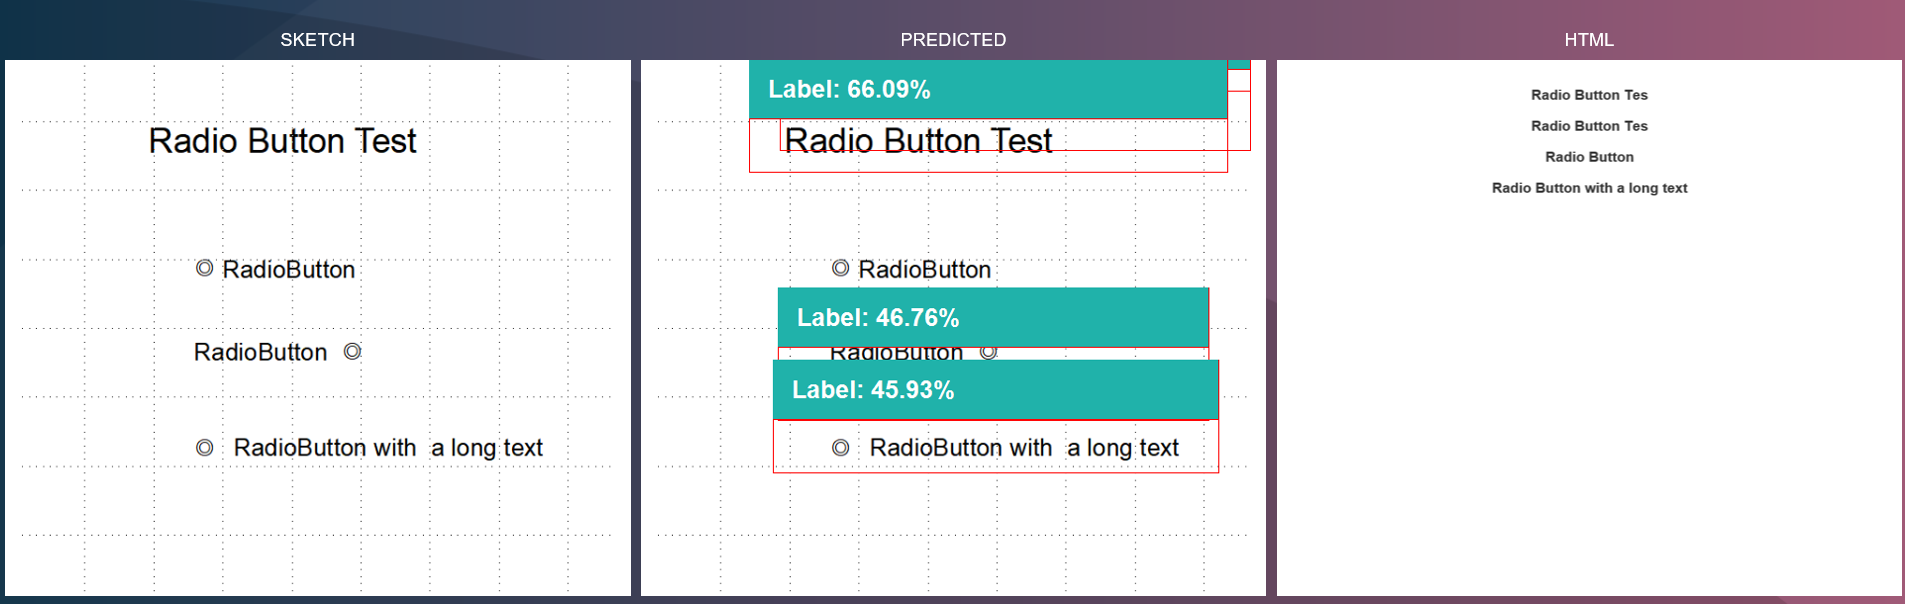 SKETCH
Radio Button Test
RadioButton
RadioButton
RadioButton with a long text
PREDICTED
Label: 66.09%
Radio Button Test
RadioButton
Label: 46.76%
RadioButton
Label: 45.93%
RadioButton with a long text
HTML
Radio Button Tes
Radio Button Tes
Radio Button
Radio Button with a long text